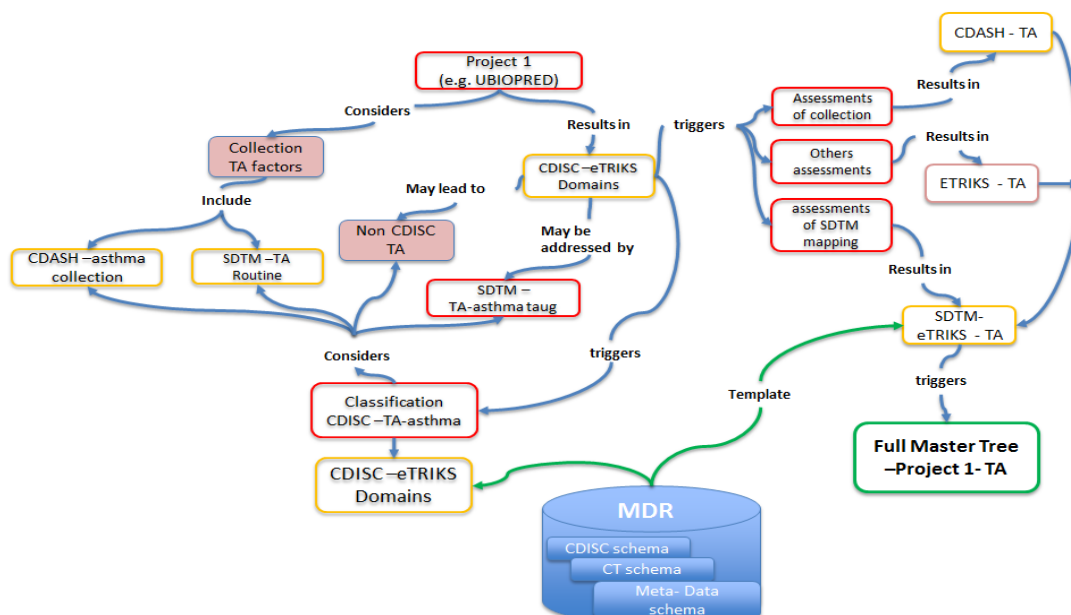 Project 1
(e.g. UBIOPRED)
Considers
Results in
triggers
Collection
TA factors
Include
CDASH –asthma
collection
SDTM –TA
Routine
May lead to
Non CDISC
TA
CDISC –eTRIKS
Domains
May be
addressed by
SDTM –
TA-asthma taug
Considers
triggers
Classification
CDISC –TA-asthma
CDISC –eTRIKS
Domains
Assessments
of collection
Results in
CDASH - TA
Others
assessments
Results in
ETRIKS  - TA
assessments
of SDTM
mapping
Results in
SDTM-
eTRIKS  - TA
Template
triggers
Full Master Tree
–Project 1- TA
MDR
CDISC schema
CT schema
Meta- Data
schema